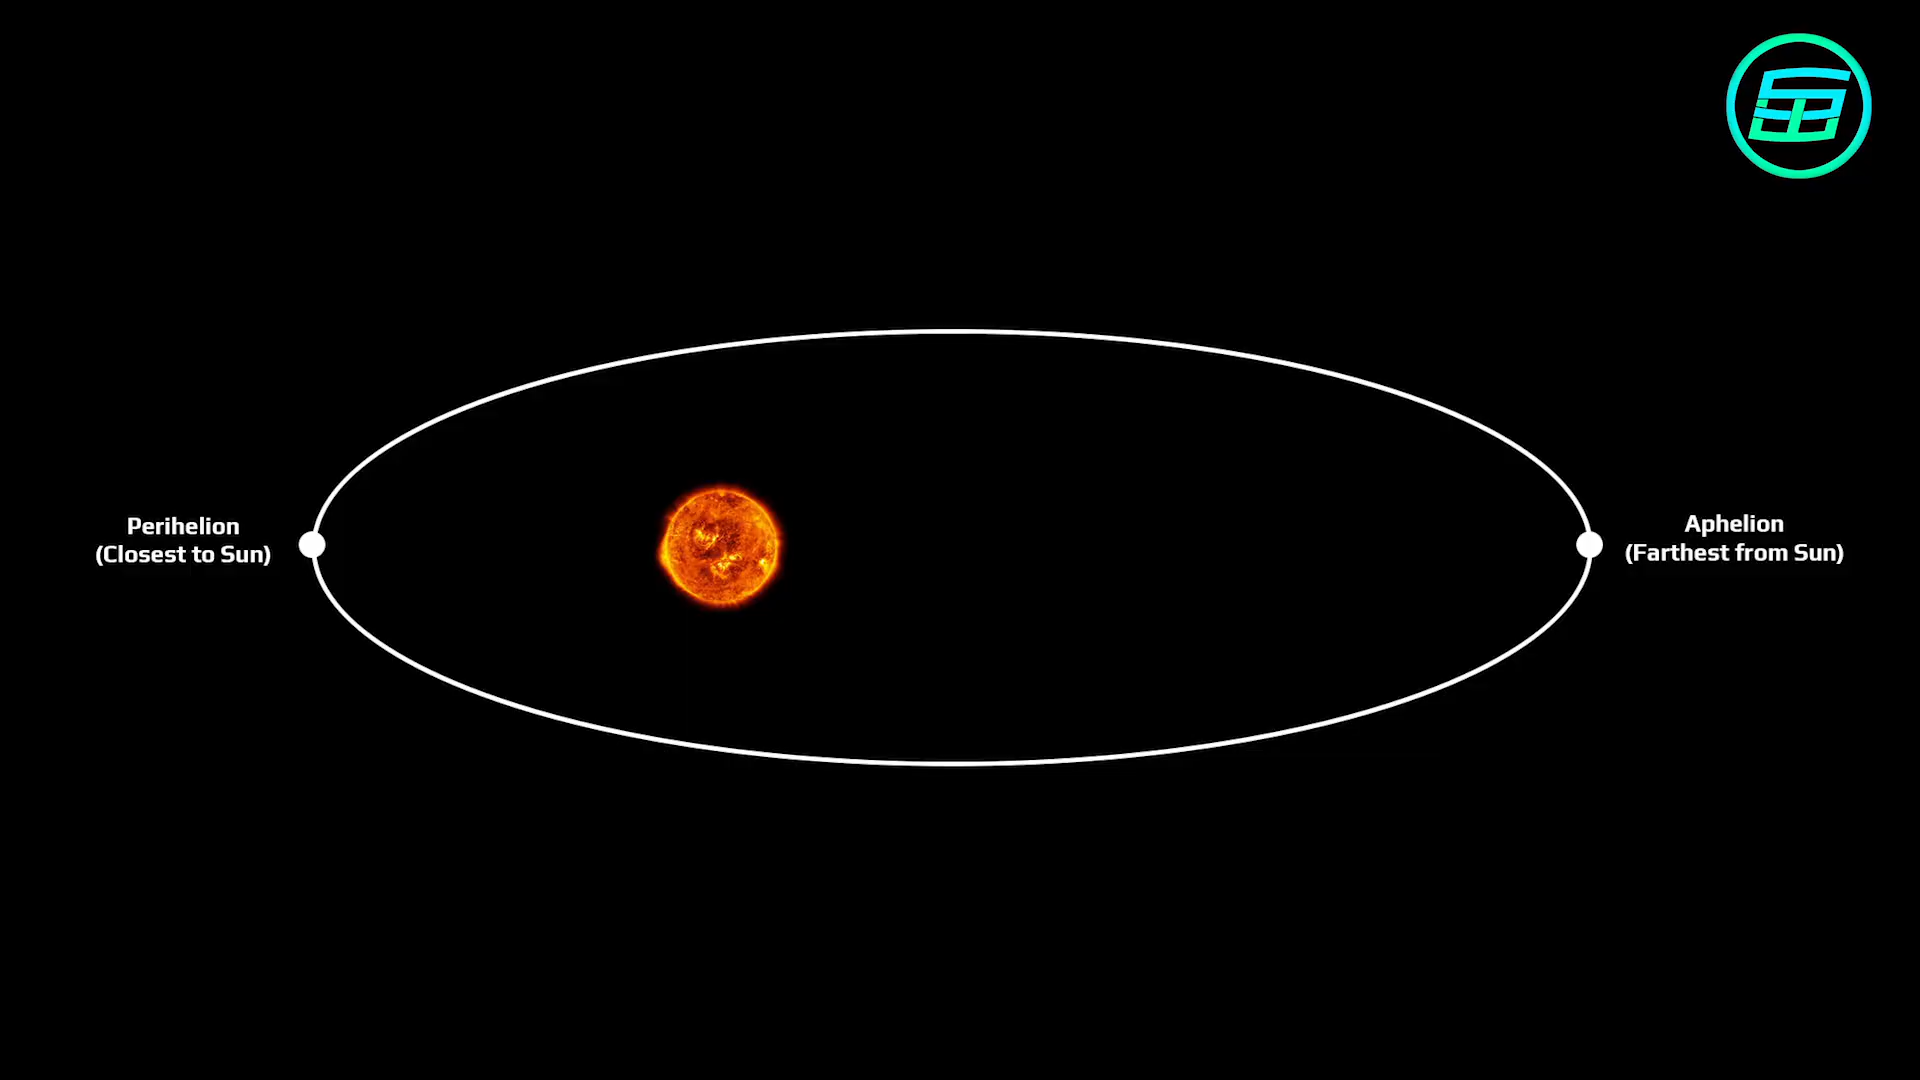 Perihelion
(Closest to Sun)
Aphelion
(Farthest from Sun)